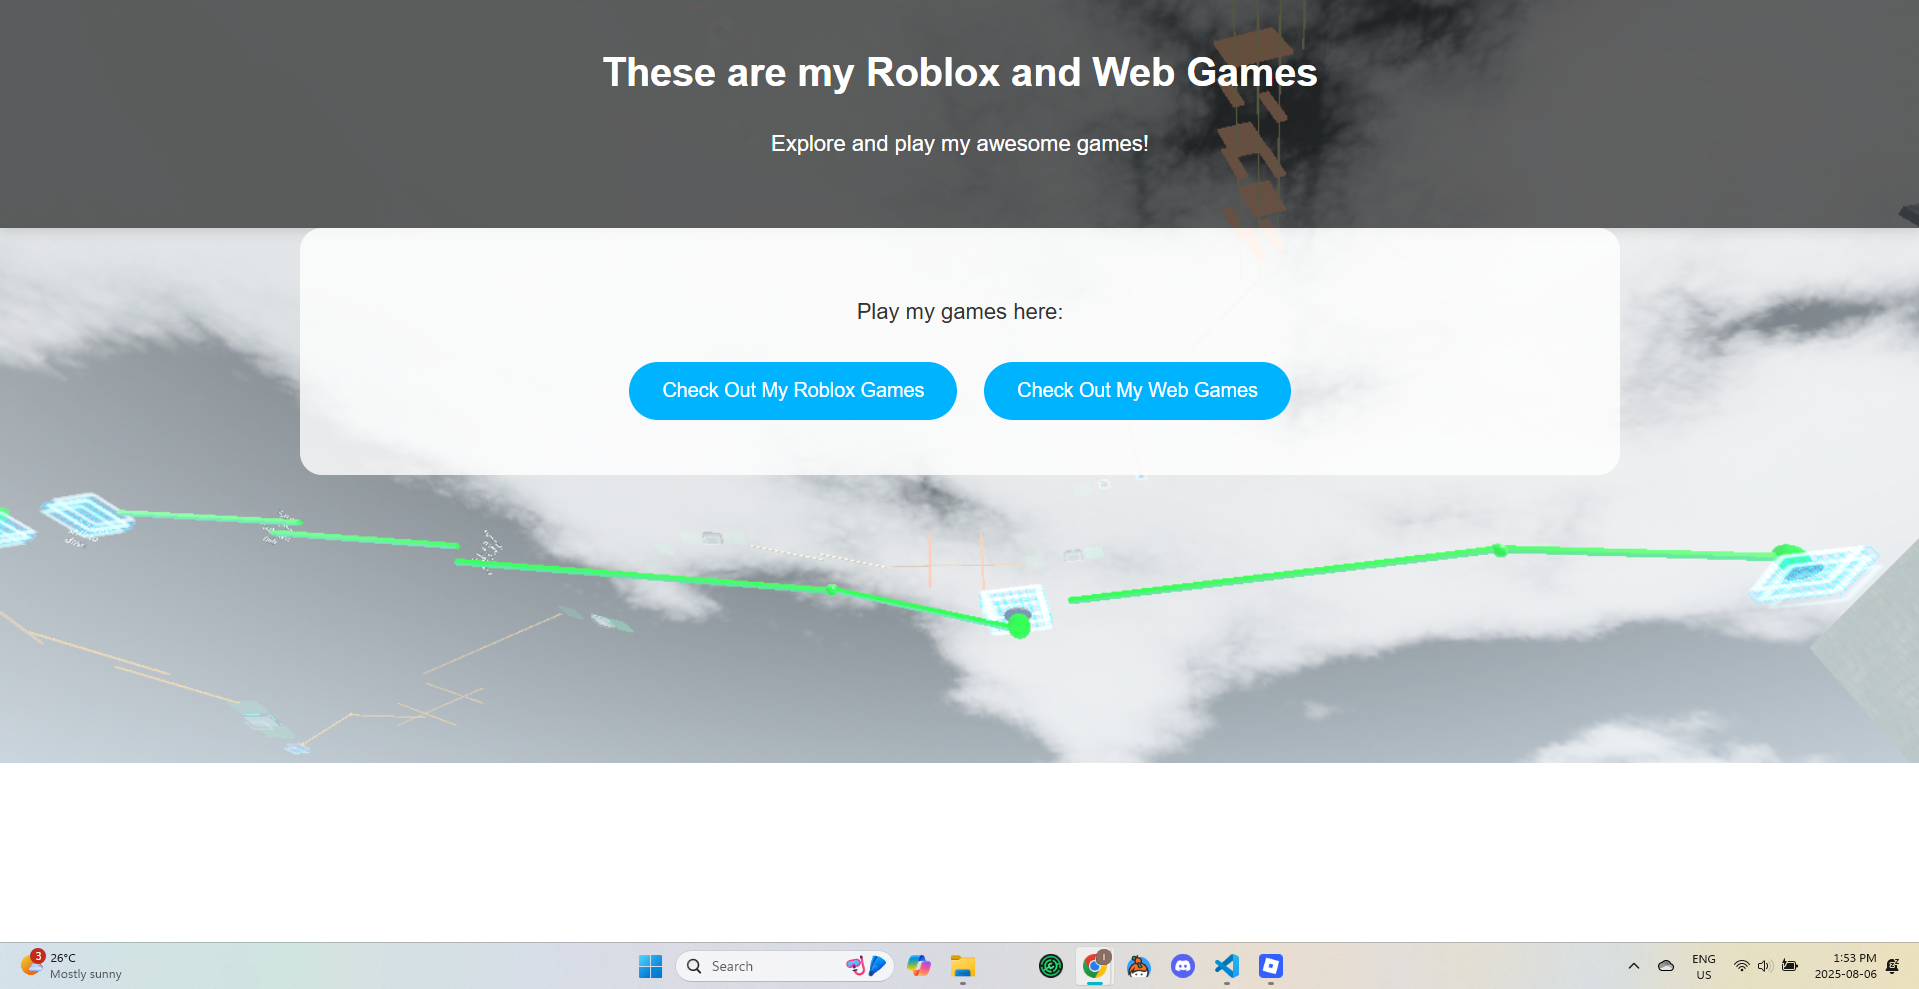 These are my Roblox and Web Games
Explore and play my awesome games!
Play my games here:
Check Out My Roblox Games
Check Out My Web Games
3
26°C
Mostly sunny
Search
ENG
US
1:53 PM
2025-08-06